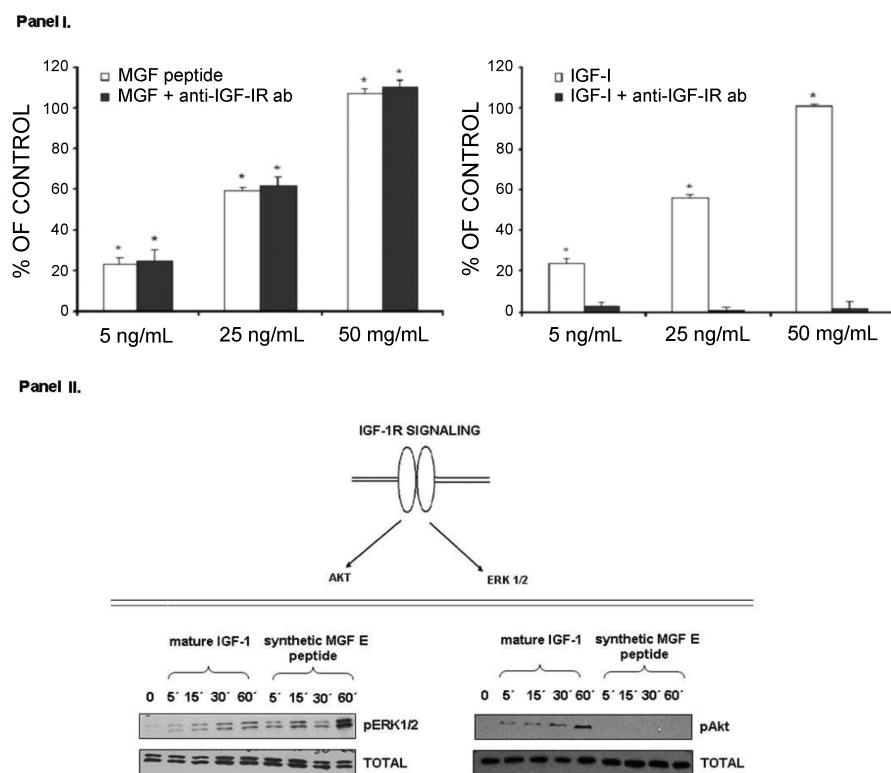 Panel I.
120
100
80
60
40
20
0
% OF CONTROL
MGF peptide
MGF + anti-IGF-IR ab
* * * * * *
5 ng/mL 25 ng/mL 50 mg/mL
120
100
80
60
40
20
0
% OF CONTROL
IGF-I
IGF-I + anti-IGF-IR ab
* * *
5 ng/mL 25 ng/mL 50 mg/mL
Panel II.
IGF-1R SIGNALING
AKT
ERK 1/2
mature IGF-1
synthetic MGF E
peptide
0 5´ 15´ 30´ 60´ 5´ 15´ 30´ 60´
pERK1/2
TOTAL
mature IGF-1
synthetic MGF E
peptide
0 5´ 15´ 30´ 60´ 5´ 15´ 30´ 60´
pAkt
TOTAL